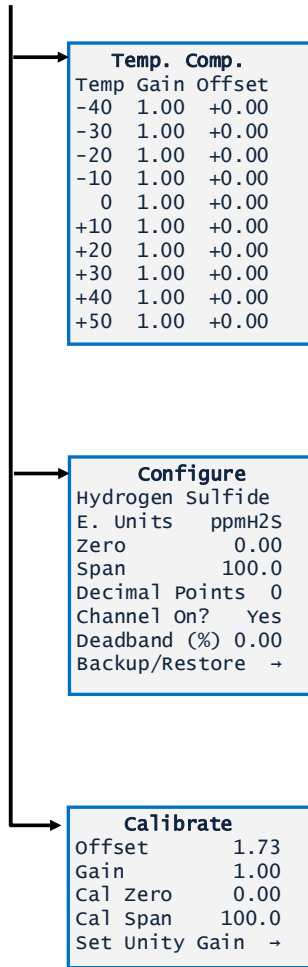 Temp. Comp.
Temp Gain Offset
-40 1.00 +0.00
-30 1.00 +0.00
-20 1.00 +0.00
-10 1.00 +0.00
0 1.00 +0.00
+10 1.00 +0.00
+20 1.00 +0.00
+30 1.00 +0.00
+40 1.00 +0.00
+50 1.00 +0.00
Configure
Hydrogen Sulfide
E. Units ppmH2S
Zero 0.00
Span 100.0
Decimal Points 0
Channel On? Yes
Deadband (%) 0.00
Backup/Restore →
Calibrate
Offset 1.73
Gain 1.00
Cal Zero 0.00
Cal Span 100.0
Set Unity Gain →